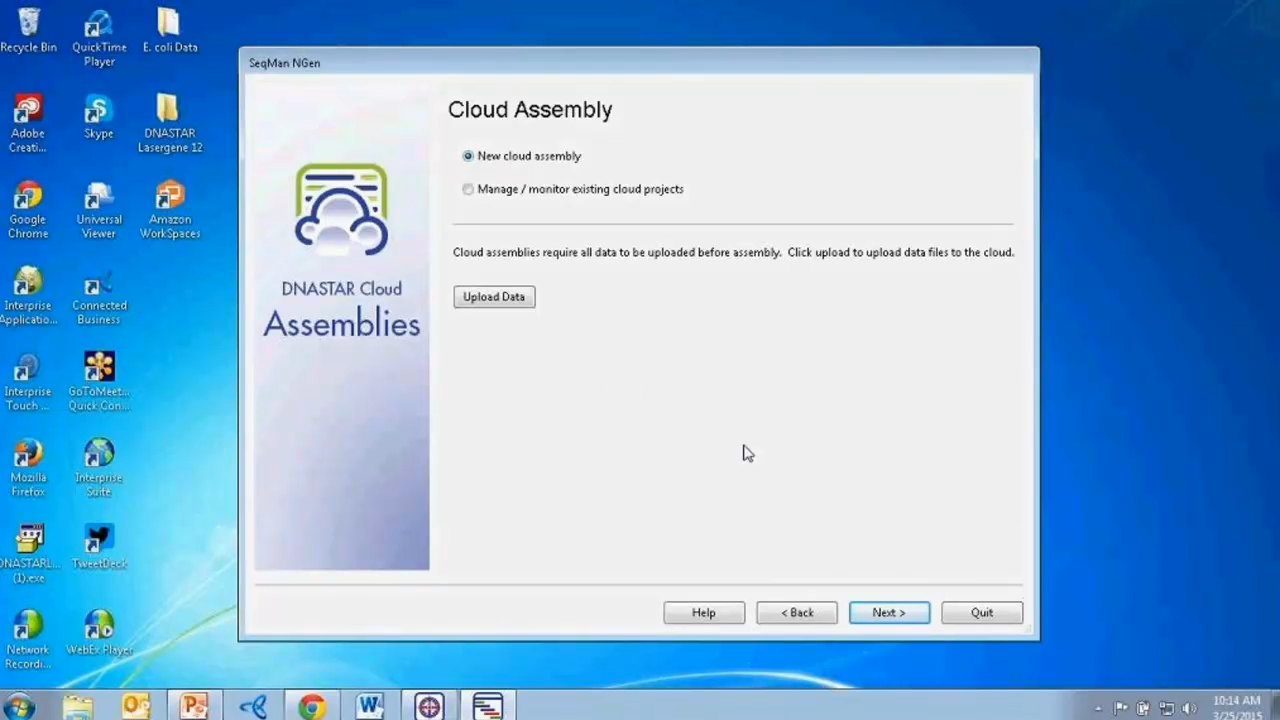 Recycle Bin
QuickTime
Player
E. coli Data
Adobe
Creati...
Skype
DNASTAR
Lasergene 12
Google
Chrome
Universal
Viewer
Amazon
WorkSpaces
Interprise
Applicatio...
Connected
Business
Interprise
Touch ...
GoToMeet...
Quick Con...
Mozilla
Firefox
Interprise
Suite
DNASTARL...
(1).exe
TweetDeck
Network
Recordi...
WebEx Player
SeqMan NGen
DNASTAR Cloud
Assemblies
Cloud Assembly
New cloud assembly
Manage / monitor existing cloud projects
Cloud assemblies require all data to be uploaded before assembly. Click upload to upload data files to the cloud.
Upload Data
Help
< Back
Next >
Quit
10:14 AM
3/25/2015